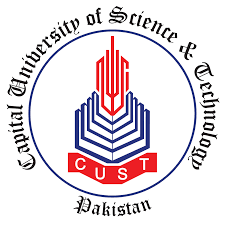 Capital University of Science & Technology
CUST
Pakistan